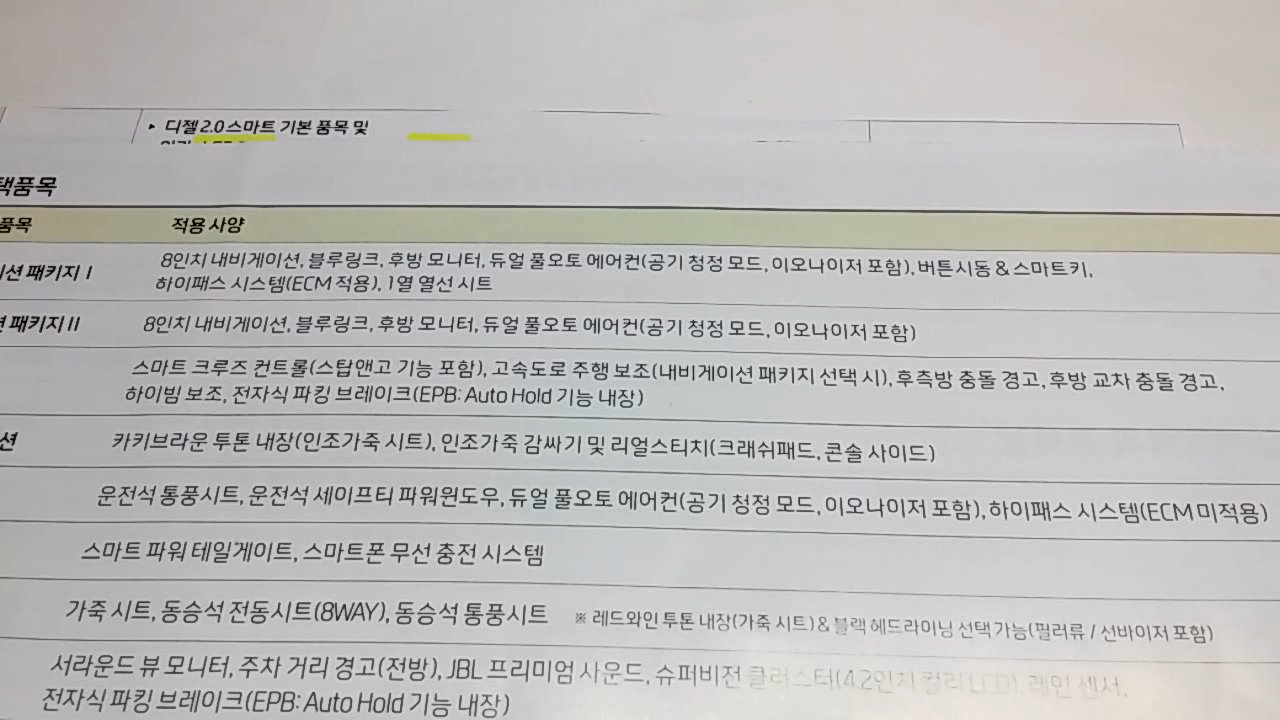 ▸ 디젤 2.0 스마트 기본 품목 및
택품목
품목 적용 사양
션 패키지 I 8인치 내비게이션, 블루링크, 후방 모니터, 듀얼 풀오토 에어컨(공기 청정 모드, 이오나이저 포함), 버튼시동 & 스마트키,
하이패스 시스템(ECM 적용), 1열 열선 시트
패키지 II 8인치 내비게이션, 블루링크, 후방 모니터, 듀얼 풀오토 에어컨(공기 청정 모드, 이오나이저 포함)
스마트 크루즈 컨트롤(스탑앤고 기능 포함), 고속도로 주행 보조(내비게이션 패키지 선택 시), 후측방 충돌 경고, 후방 교차 충돌 경고,
하이빔 보조, 전자식 파킹 브레이크(EPB: Auto Hold 기능 내장)
션 카키브라운 투톤 내장(인조가죽 시트), 인조가죽 감싸기 및 리얼스티치(크래쉬패드, 콘솔 사이드)
운전석 통풍시트, 운전석 세이프티 파워윈도우, 듀얼 풀오토 에어컨(공기 청정 모드, 이오나이저 포함), 하이패스 시스템(ECM 미적용)
스마트 파워 테일게이트, 스마트폰 무선 충전 시스템
가죽 시트, 동승석 전동시트(8WAY), 동승석 통풍시트 ※ 레드와인 투톤 내장(가죽 시트) & 블랙 헤드라이닝 선택 가능(필러류 / 선바이저 포함)
서라운드 뷰 모니터, 주차 거리 경고(전방), JBL 프리미엄 사운드, 슈퍼비전 클러스터(4.2인치 컬러 LCD), 레인 센서,
전자식 파킹 브레이크(EPB: Auto Hold 기능 내장)